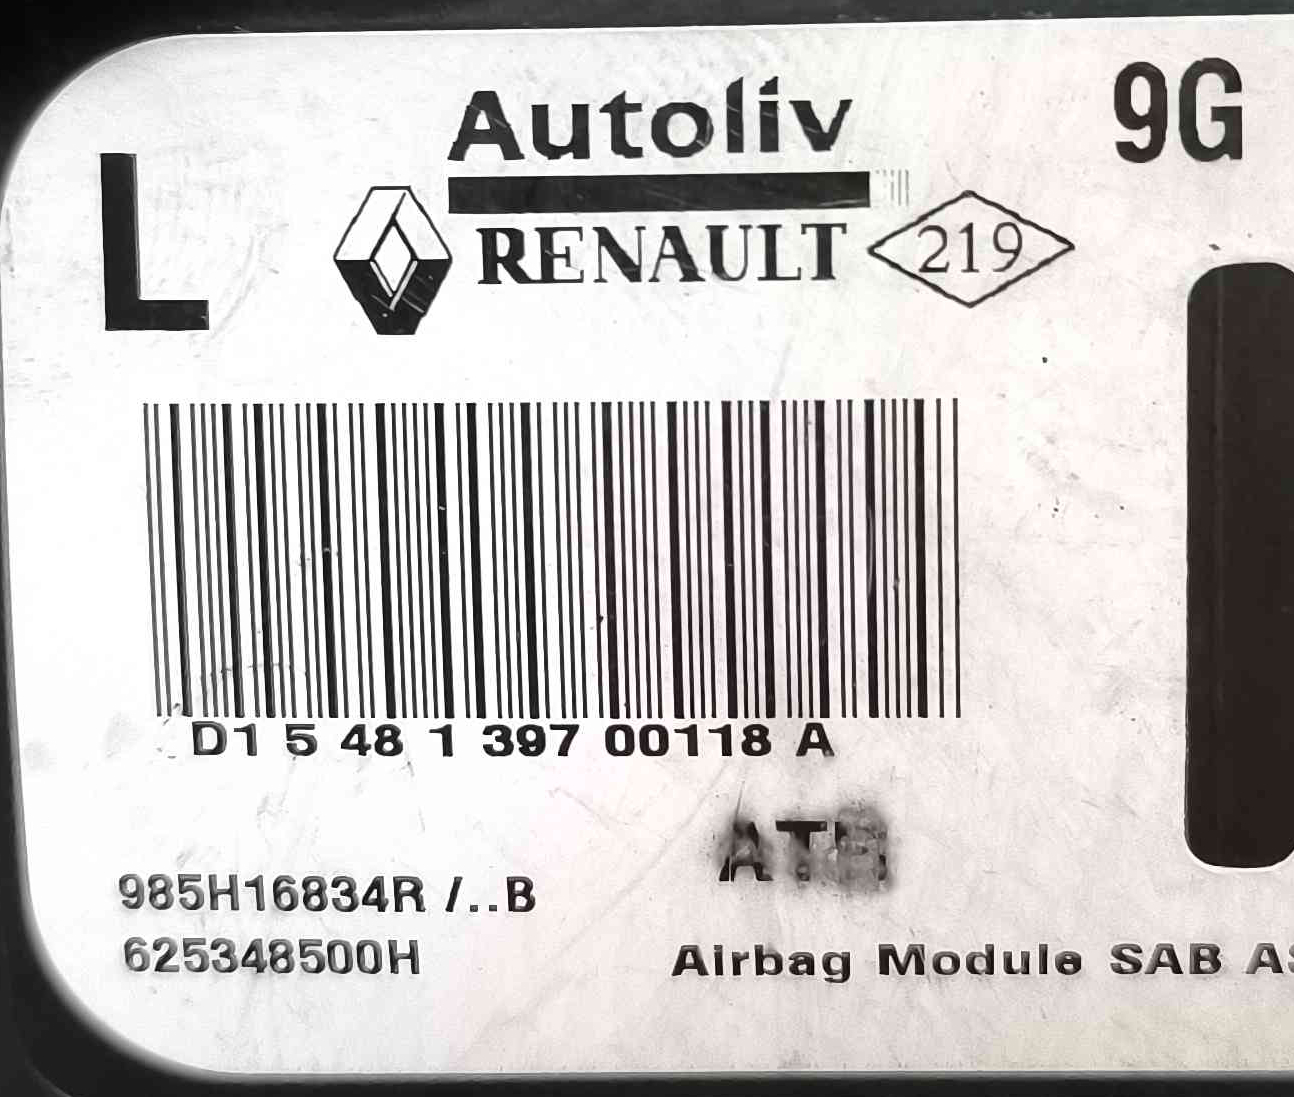 Autoliv 9G
L
RENAULT 219
D1 5 48 1 397 00118 A
985H16834R /..B
625348500H
Airbag Module SAB